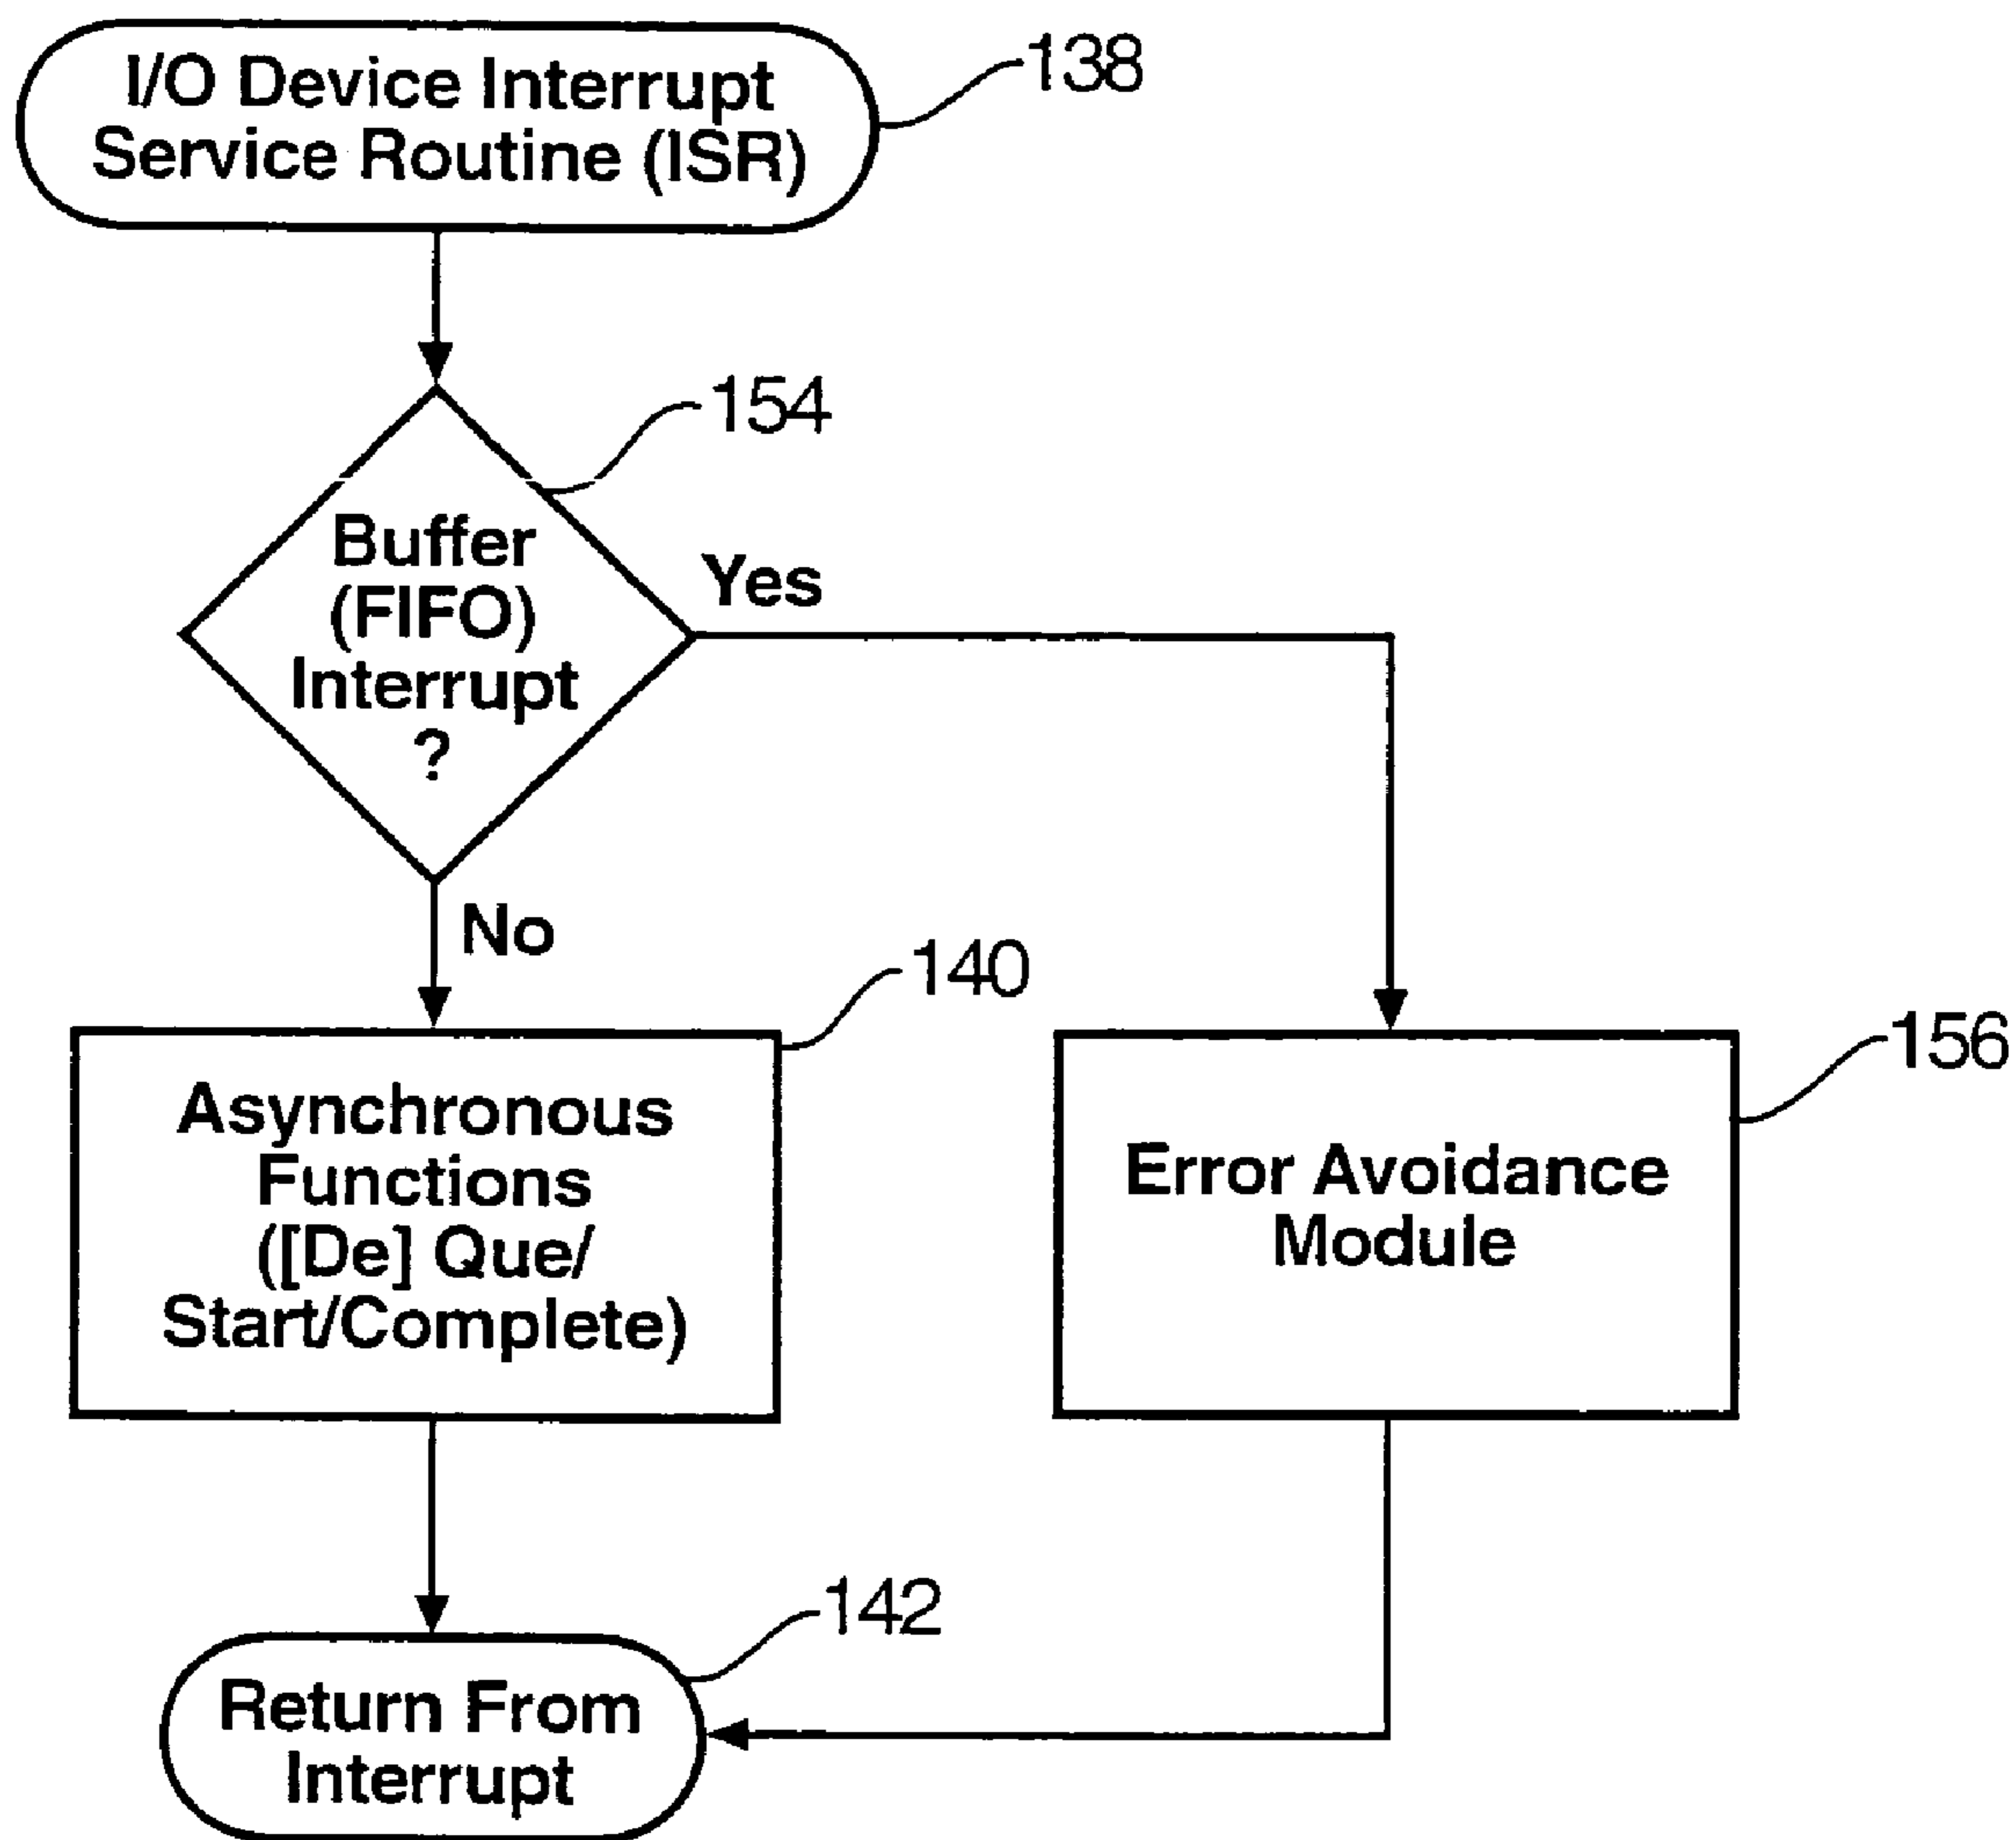 I/O Device Interrupt
Service Routine (ISR)
138
154
Buffer
(FIFO)
Interrupt
?
Yes
No
140
156
Asynchronous
Functions
([De] Que/
Start/Complete)
Error Avoidance
Module
142
Return From
Interrupt